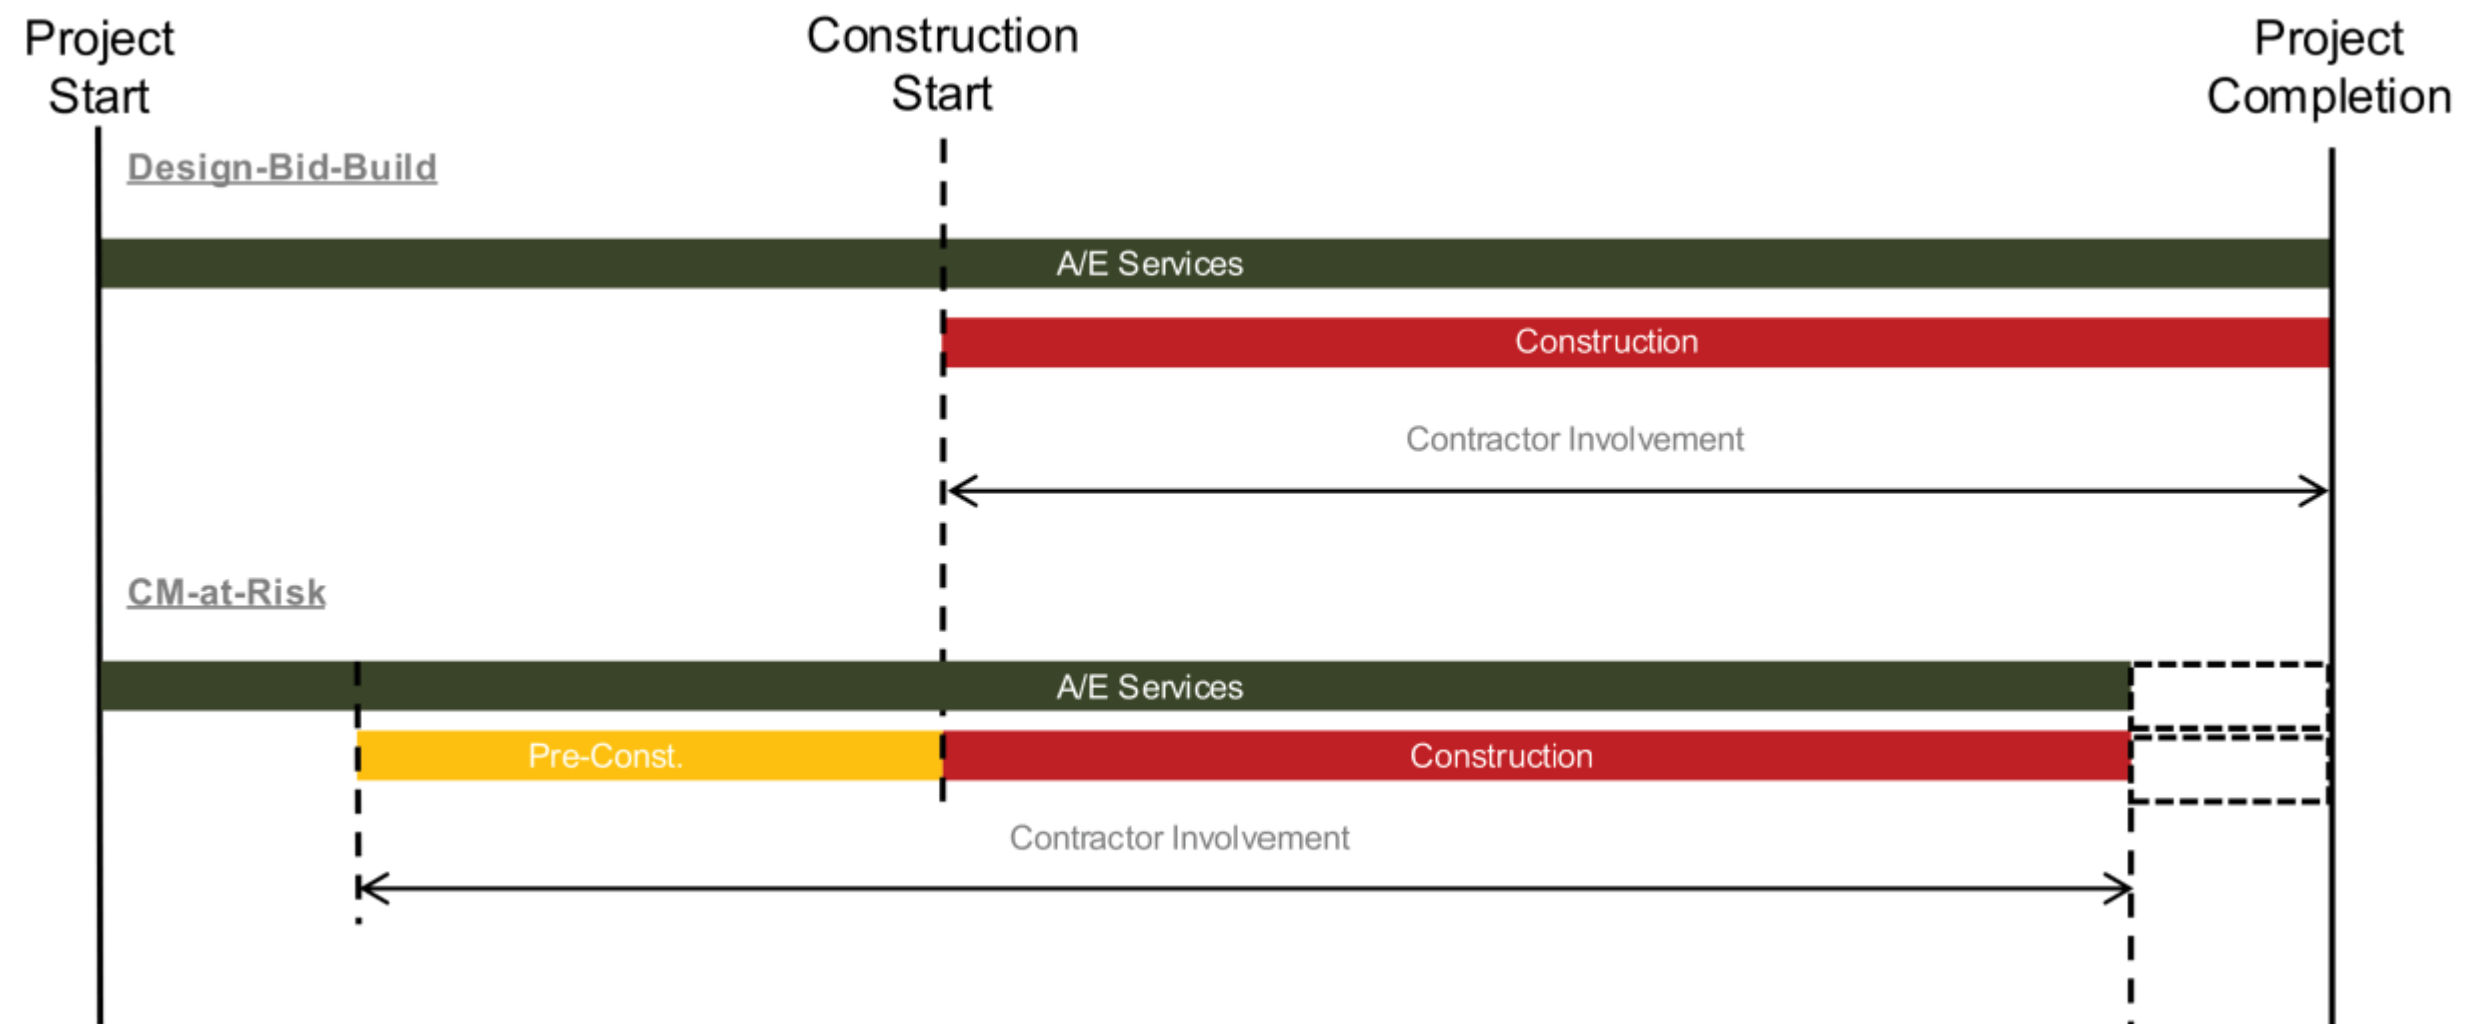 Project
Start
Construction
Start
Project
Completion
Design-Bid-Build
A/E Services
Construction
Contractor Involvement
CM-at-Risk
A/E Services
Pre-Const.
Construction
Contractor Involvement